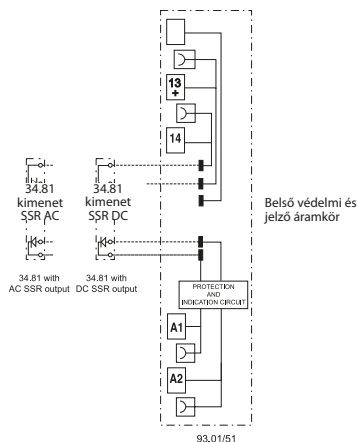 13
+
14
34.81
kimenet
SSR AC
34.81
kimenet
SSR DC
Belső védelmi és
jelző áramkör
34.81 with
AC SSR output
34.81 with
DC SSR output
PROTECTION
AND
INDICATION CIRCUIT
A1
A2
93.01/51